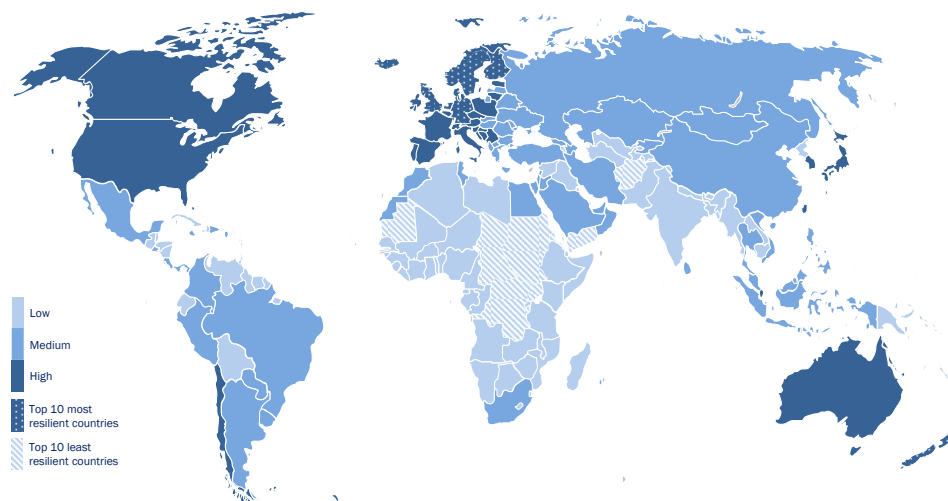 Low
Medium
High
Top 10 most
resilient countries
Top 10 least
resilient countries